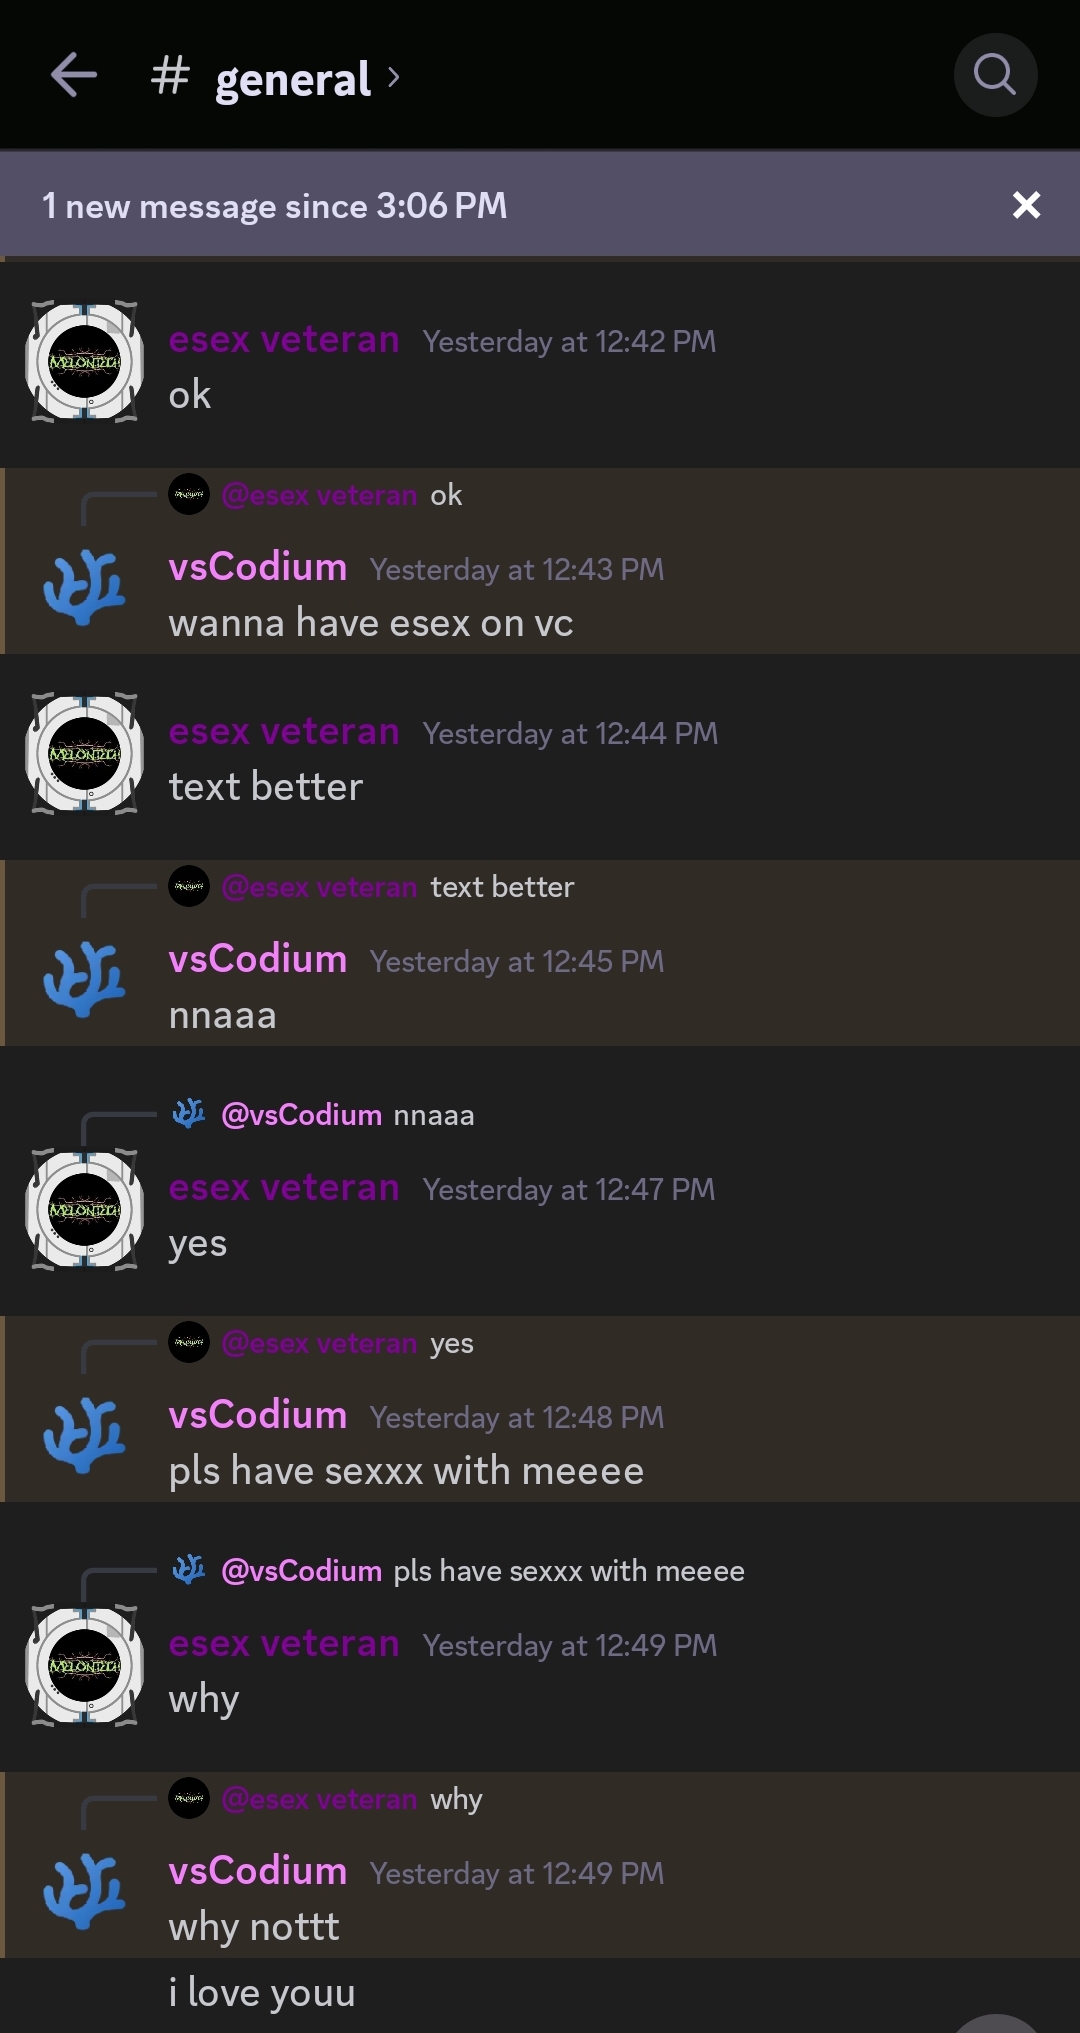 # general
1 new message since 3:06 PM
esex veteran Yesterday at 12:42 PM
ok
@esex veteran ok
vsCodium Yesterday at 12:43 PM
wanna have esex on vc
esex veteran Yesterday at 12:44 PM
text better
@esex veteran text better
vsCodium Yesterday at 12:45 PM
nnaaa
@vsCodium nnaaa
esex veteran Yesterday at 12:47 PM
yes
@esex veteran yes
vsCodium Yesterday at 12:48 PM
pls have sexxx with meeee
@vsCodium pls have sexxx with meeee
esex veteran Yesterday at 12:49 PM
why
@esex veteran why
vsCodium Yesterday at 12:49 PM
why nottt
i love youu